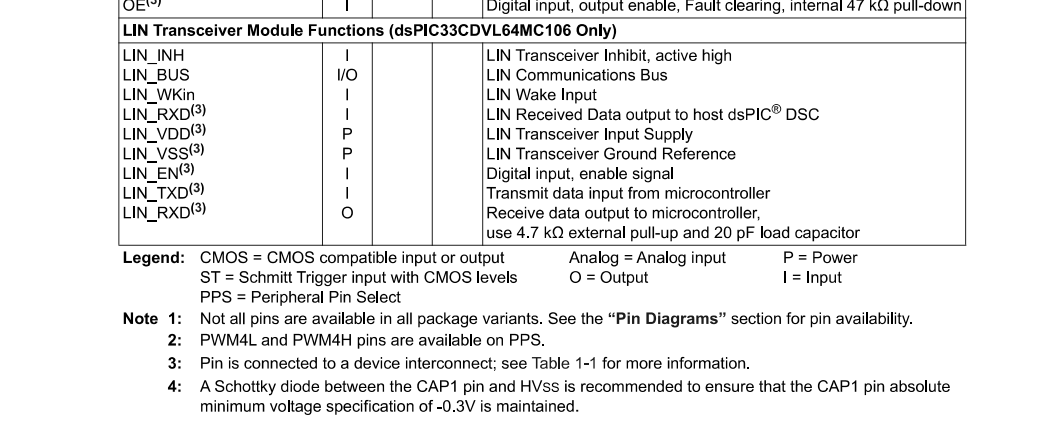 OE(3) I Digital input, output enable, Fault clearing, internal 47 kΩ pull-down
LIN Transceiver Module Functions (dsPIC33CDVL64MC106 Only)
LIN_INH I LIN Transceiver Inhibit, active high
LIN_BUS I/O LIN Communications Bus
LIN_WKin I LIN Wake Input
LIN_RXD(3) I LIN Received Data output to host dsPIC® DSC
LIN_VDD(3) P LIN Transceiver Input Supply
LIN_VSS(3) P LIN Transceiver Ground Reference
LIN_EN(3) I Digital input, enable signal
LIN_TXD(3) I Transmit data input from microcontroller
LIN_RXD(3) O Receive data output to microcontroller,
use 4.7 kΩ external pull-up and 20 pF load capacitor
Legend: CMOS = CMOS compatible input or output Analog = Analog input P = Power
ST = Schmitt Trigger input with CMOS levels O = Output I = Input
PPS = Peripheral Pin Select
Note 1: Not all pins are available in all package variants. See the “Pin Diagrams” section for pin availability.
2: PWM4L and PWM4H pins are available on PPS.
3: Pin is connected to a device interconnect; see Table 1-1 for more information.
4: A Schottky diode between the CAP1 pin and HVSS is recommended to ensure that the CAP1 pin absolute
minimum voltage specification of -0.3V is maintained.